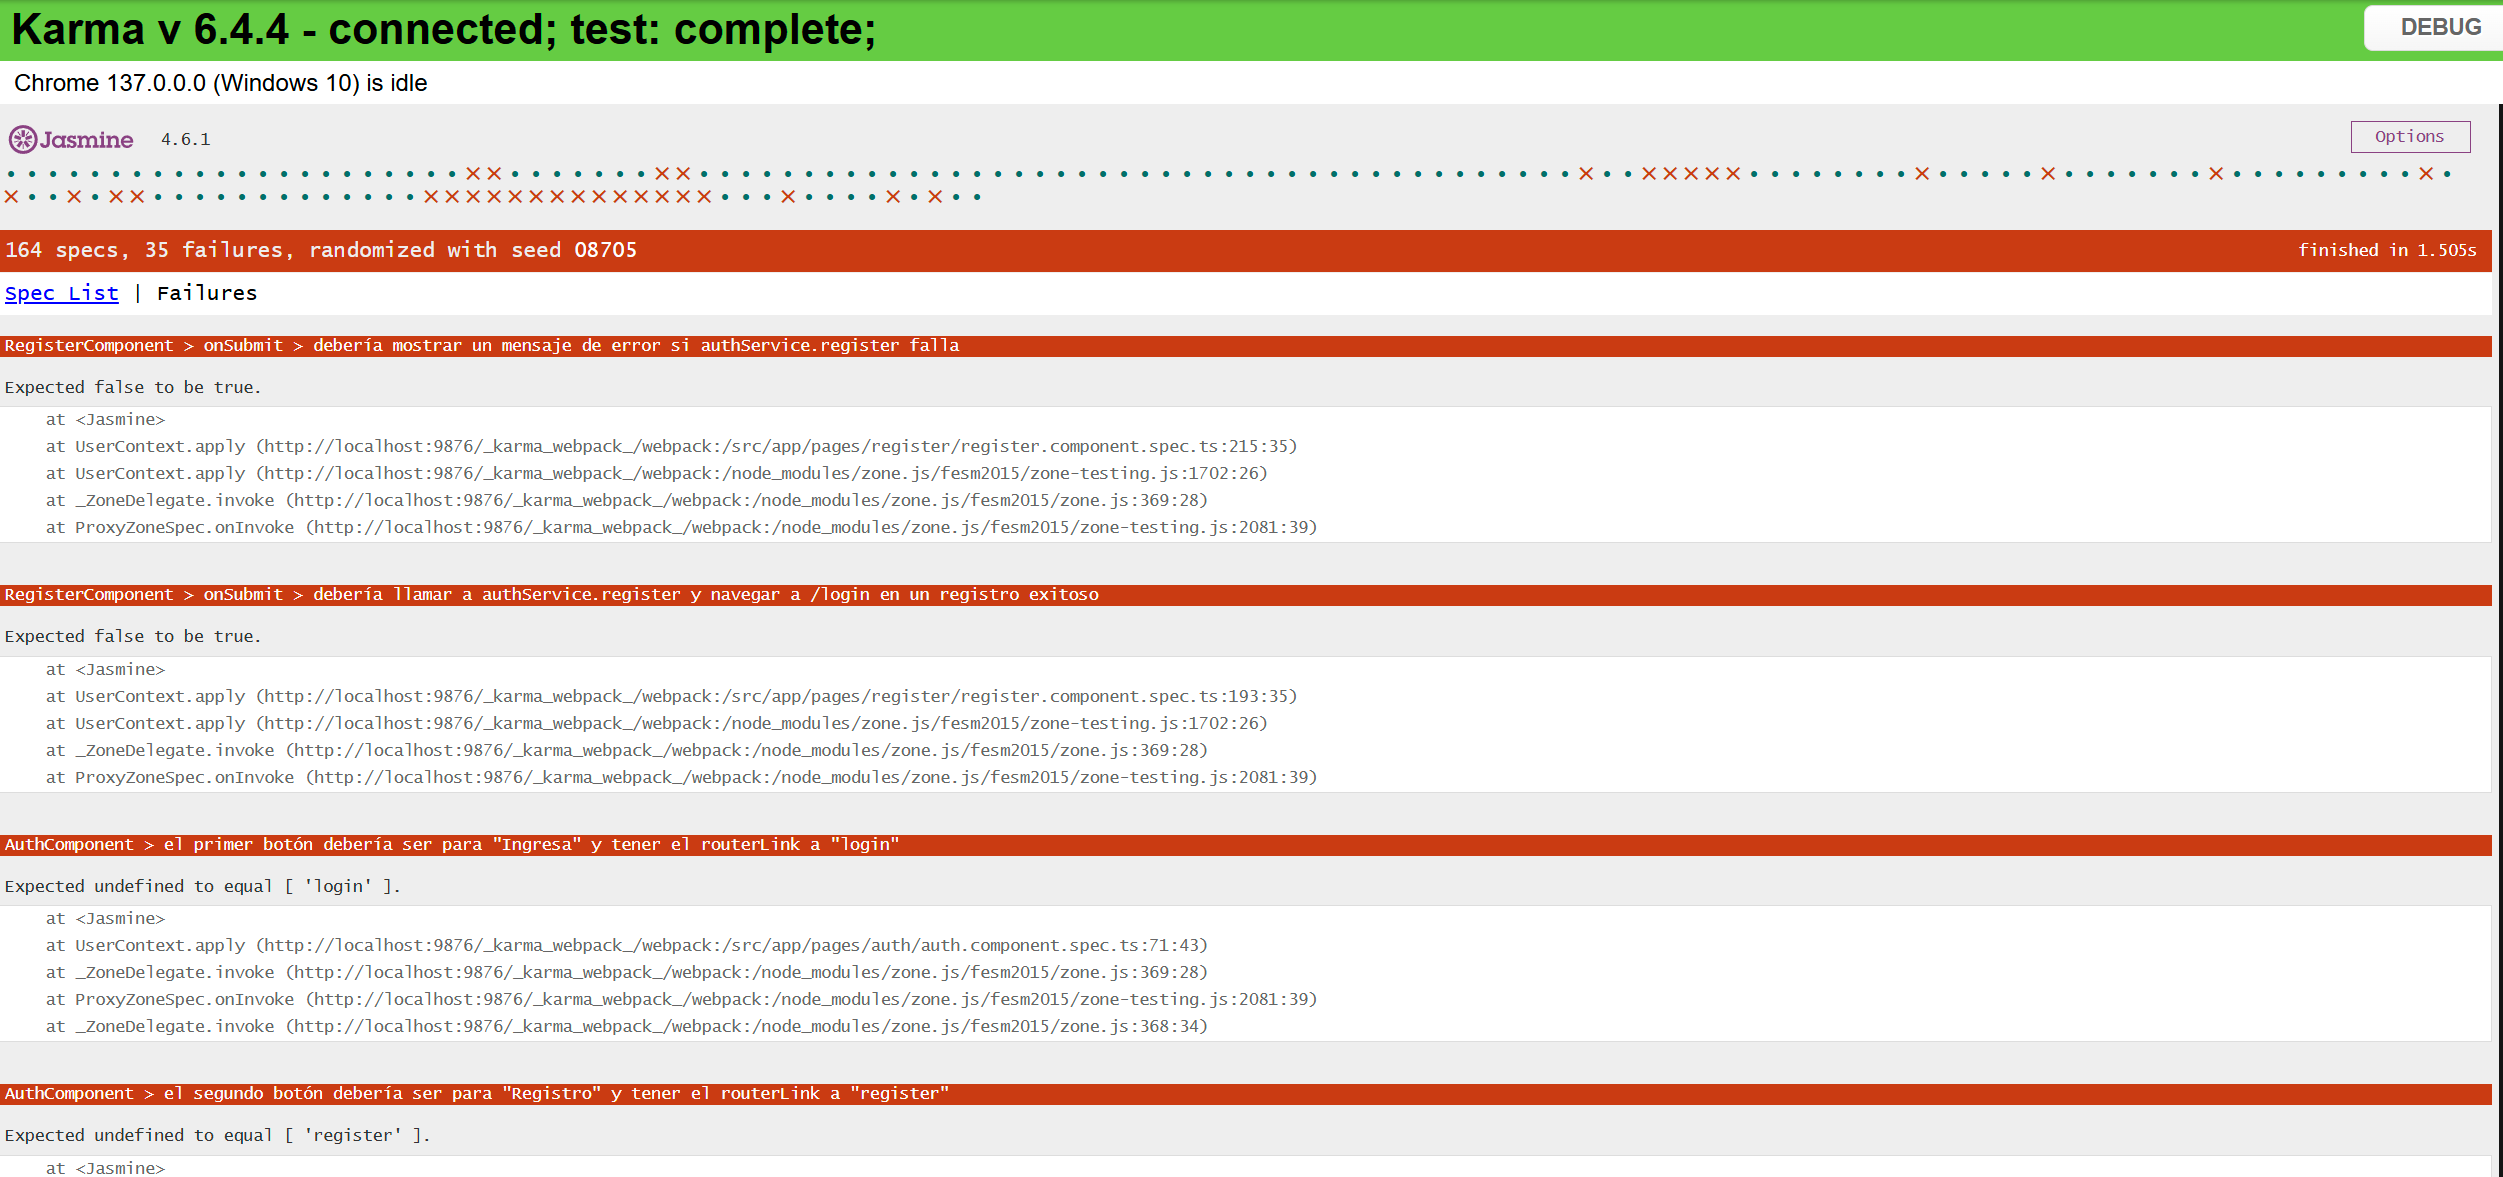 Karma v 6.4.4 - connected; test: complete;
DEBUG
Chrome 137.0.0.0 (Windows 10) is idle
Jasmine 4.6.1
Options
164 specs, 35 failures, randomized with seed 08705
finished in 1.505s
Spec List | Failures
RegisterComponent > onSubmit > debería mostrar un mensaje de error si authService.register falla
Expected false to be true.
at <Jasmine>
at UserContext.apply (http://localhost:9876/_karma_webpack_/webpack:/src/app/pages/register/register.component.spec.ts:215:35)
at UserContext.apply (http://localhost:9876/_karma_webpack_/webpack:/node_modules/zone.js/fesm2015/zone-testing.js:1702:26)
at _ZoneDelegate.invoke (http://localhost:9876/_karma_webpack_/webpack:/node_modules/zone.js/fesm2015/zone.js:369:28)
at ProxyZoneSpec.onInvoke (http://localhost:9876/_karma_webpack_/webpack:/node_modules/zone.js/fesm2015/zone-testing.js:2081:39)
RegisterComponent > onSubmit > debería llamar a authService.register y navegar a /login en un registro exitoso
Expected false to be true.
at <Jasmine>
at UserContext.apply (http://localhost:9876/_karma_webpack_/webpack:/src/app/pages/register/register.component.spec.ts:193:35)
at UserContext.apply (http://localhost:9876/_karma_webpack_/webpack:/node_modules/zone.js/fesm2015/zone-testing.js:1702:26)
at _ZoneDelegate.invoke (http://localhost:9876/_karma_webpack_/webpack:/node_modules/zone.js/fesm2015/zone.js:369:28)
at ProxyZoneSpec.onInvoke (http://localhost:9876/_karma_webpack_/webpack:/node_modules/zone.js/fesm2015/zone-testing.js:2081:39)
AuthComponent > el primer botón debería ser para "Ingresa" y tener el routerLink a "login"
Expected undefined to equal [ 'login' ].
at <Jasmine>
at UserContext.apply (http://localhost:9876/_karma_webpack_/webpack:/src/app/pages/auth/auth.component.spec.ts:71:43)
at _ZoneDelegate.invoke (http://localhost:9876/_karma_webpack_/webpack:/node_modules/zone.js/fesm2015/zone.js:369:28)
at ProxyZoneSpec.onInvoke (http://localhost:9876/_karma_webpack_/webpack:/node_modules/zone.js/fesm2015/zone-testing.js:2081:39)
at _ZoneDelegate.invoke (http://localhost:9876/_karma_webpack_/webpack:/node_modules/zone.js/fesm2015/zone.js:368:34)
AuthComponent > el segundo botón debería ser para "Registro" y tener el routerLink a "register"
Expected undefined to equal [ 'register' ].
at <Jasmine>